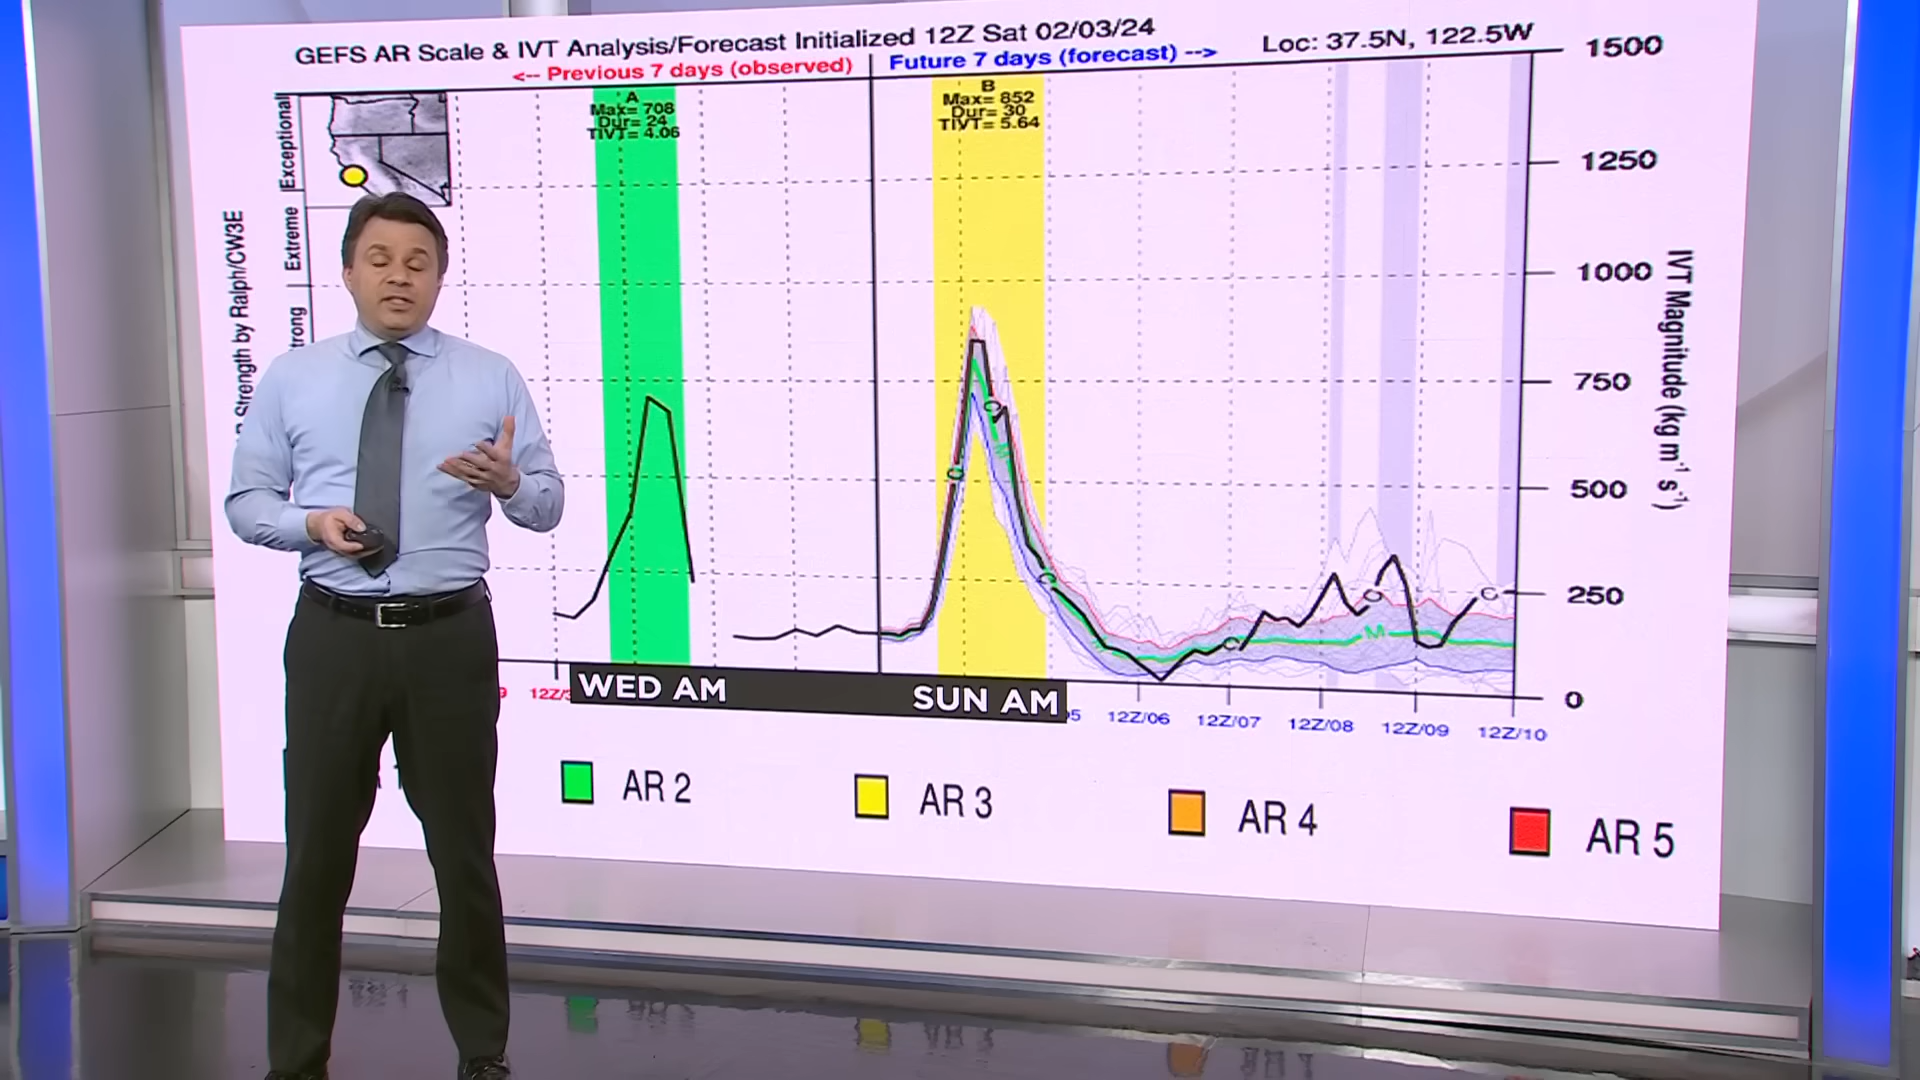 GEFS AR Scale & IVT Analysis/Forecast Initialized 12Z Sat 02/03/24
Loc: 37.5N, 122.5W
<-- Previous 7 days (observed)
Future 7 days (forecast) -->
Exceptional
Extreme
Strength by Ralph/CW3E
A
Max= 708
Dur= 24
TIVT= 4.06
B
Max= 852
Dur= 30
TIVT= 5.64
1500
1250
1000
750
500
250
0
IVT Magnitude (kg m⁻¹ s⁻¹)
C
M
C
M
C
C
C
M
C
WED AM
SUN AM
12Z/06
12Z/07
12Z/08
12Z/09
12Z/10
AR 2
AR 3
AR 4
AR 5